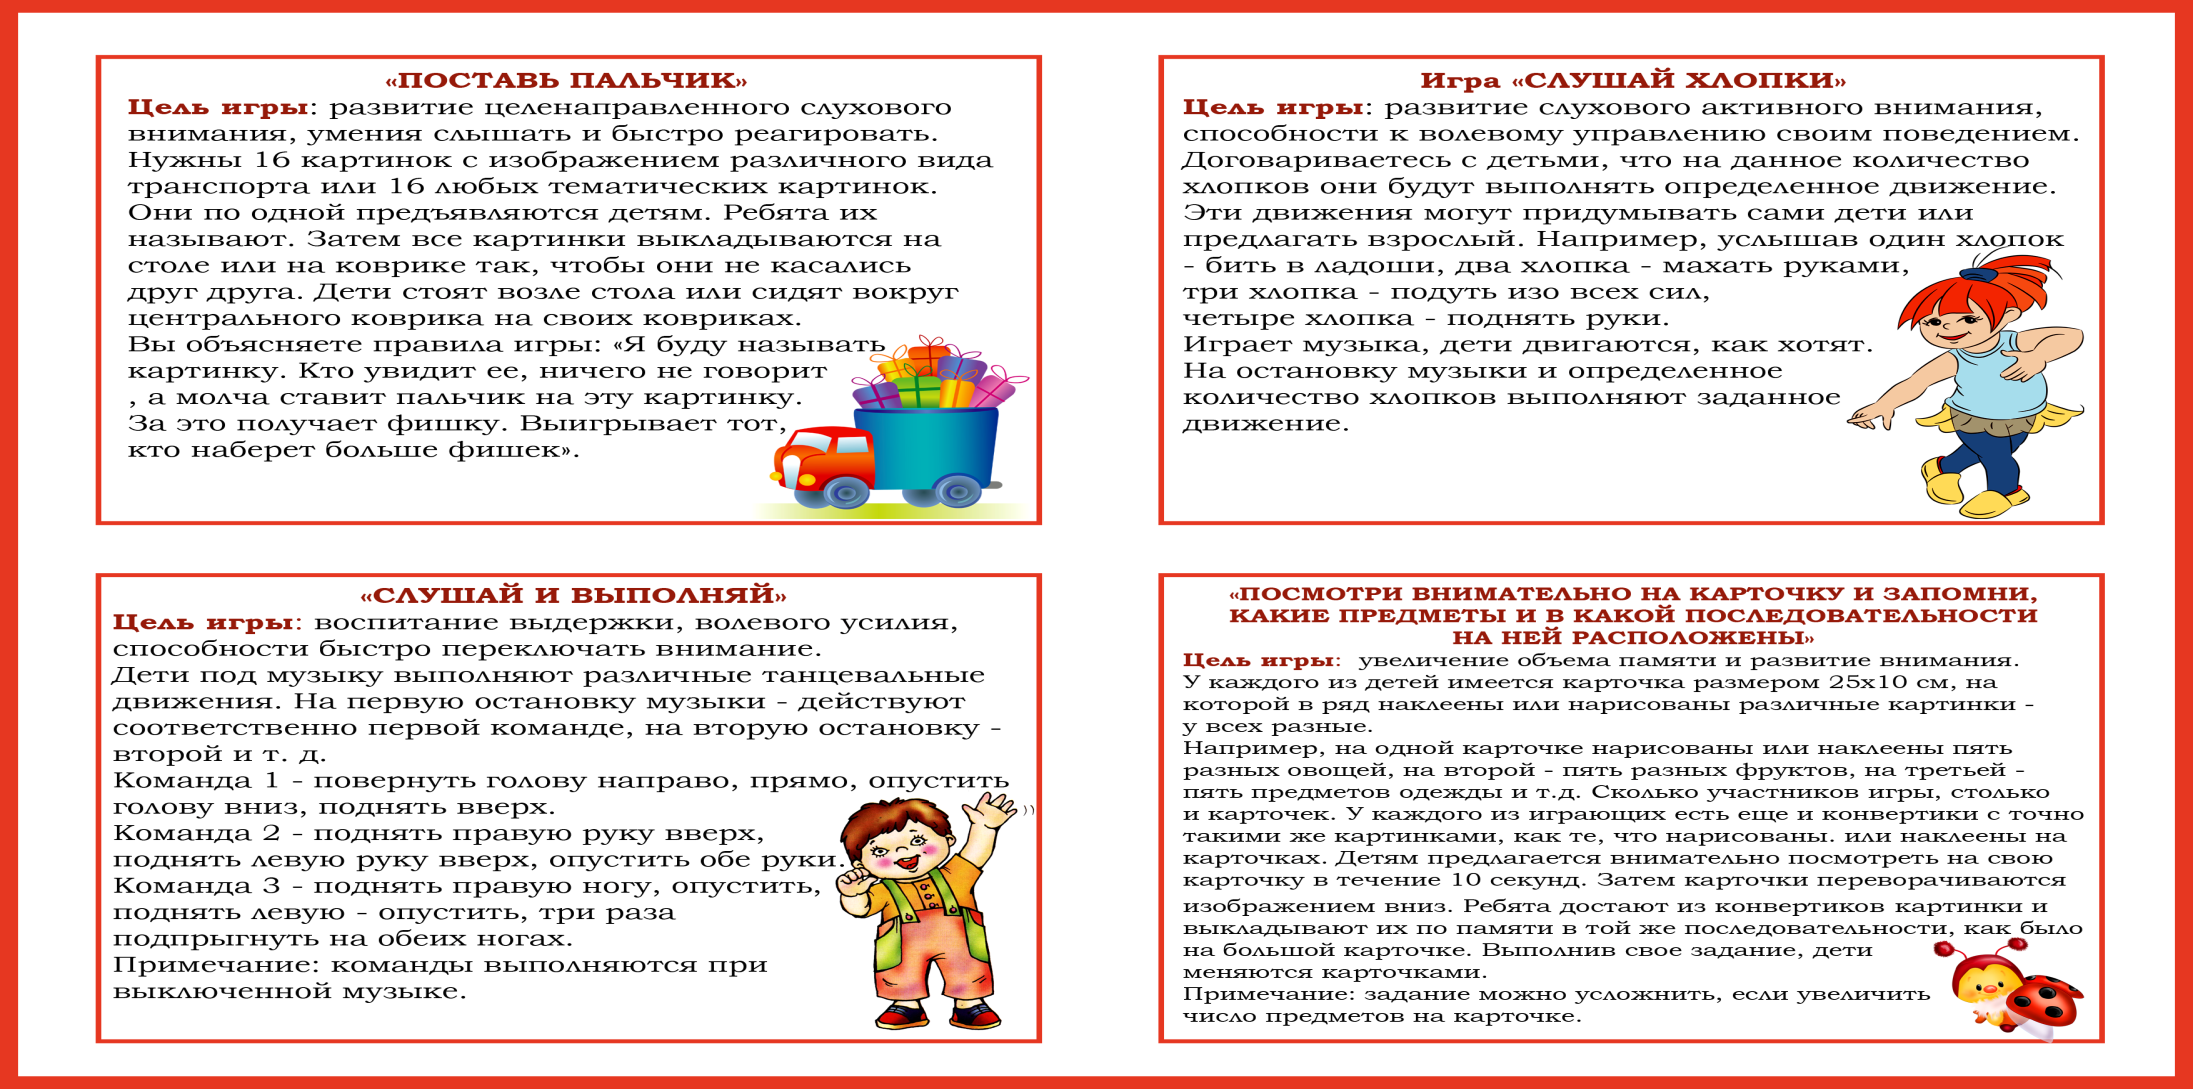 «ПОСТАВЬ ПАЛЬЧИК»
Цель игры: развитие целенаправленного слухового
внимания, умения слышать и быстро реагировать.
Нужны 16 картинок с изображением различного вида
транспорта или 16 любых тематических картинок.
Они по одной предъявляются детям. Ребята их
называют. Затем все картинки выкладываются на
столе или на коврике так, чтобы они не касались
друг друга. Дети стоят возле стола или сидят вокруг
центрального коврика на своих ковриках.
Вы объясняете правила игры: «Я буду называть
картинку. Кто увидит ее, ничего не говорит
, а молча ставит пальчик на эту картинку.
За это получает фишку. Выигрывает тот,
кто наберет больше фишек».
Игра «СЛУШАЙ ХЛОПКИ»
Цель игры: развитие слухового активного внимания,
способности к волевому управлению своим поведением.
Договариваетесь с детьми, что на данное количество
хлопков они будут выполнять определенное движение.
Эти движения могут придумывать сами дети или
предлагать взрослый. Например, услышав один хлопок
- бить в ладоши, два хлопка - махать руками,
три хлопка - подуть изо всех сил,
четыре хлопка - поднять руки.
Играет музыка, дети двигаются, как хотят.
На остановку музыки и определенное
количество хлопков выполняют заданное
движение.
«СЛУШАЙ И ВЫПОЛНЯЙ»
Цель игры: воспитание выдержки, волевого усилия,
способности быстро переключать внимание.
Дети под музыку выполняют различные танцевальные
движения. На первую остановку музыки - действуют
соответственно первой команде, на вторую остановку -
второй и т. д.
Команда 1 - повернуть голову направо, прямо, опустить
голову вниз, поднять вверх.
Команда 2 - поднять правую руку вверх,
поднять левую руку вверх, опустить обе руки.
Команда 3 - поднять правую ногу, опустить,
поднять левую - опустить, три раза
подпрыгнуть на обеих ногах.
Примечание: команды выполняются при
выключенной музыке.
«ПОСМОТРИ ВНИМАТЕЛЬНО НА КАРТОЧКУ И ЗАПОМНИ,
КАКИЕ ПРЕДМЕТЫ И В КАКОЙ ПОСЛЕДОВАТЕЛЬНОСТИ
НА НЕЙ РАСПОЛОЖЕНЫ»
Цель игры: увеличение объема памяти и развитие внимания.
У каждого из детей имеется карточка размером 25х10 см, на
которой в ряд наклеены или нарисованы различные картинки -
у всех разные.
Например, на одной карточке нарисованы или наклеены пять
разных овощей, на второй - пять разных фруктов, на третьей -
пять предметов одежды и т.д. Сколько участников игры, столько
и карточек. У каждого из играющих есть еще и конвертики с точно
такими же картинками, как те, что нарисованы. или наклеены на
карточках. Детям предлагается внимательно посмотреть на свою
карточку в течение 10 секунд. Затем карточки переворачиваются
изображением вниз. Ребята достают из конвертиков картинки и
выкладывают их по памяти в той же последовательности, как было
на большой карточке. Выполнив свое задание, дети
меняются карточками.
Примечание: задание можно усложнить, если увеличить
число предметов на карточке.